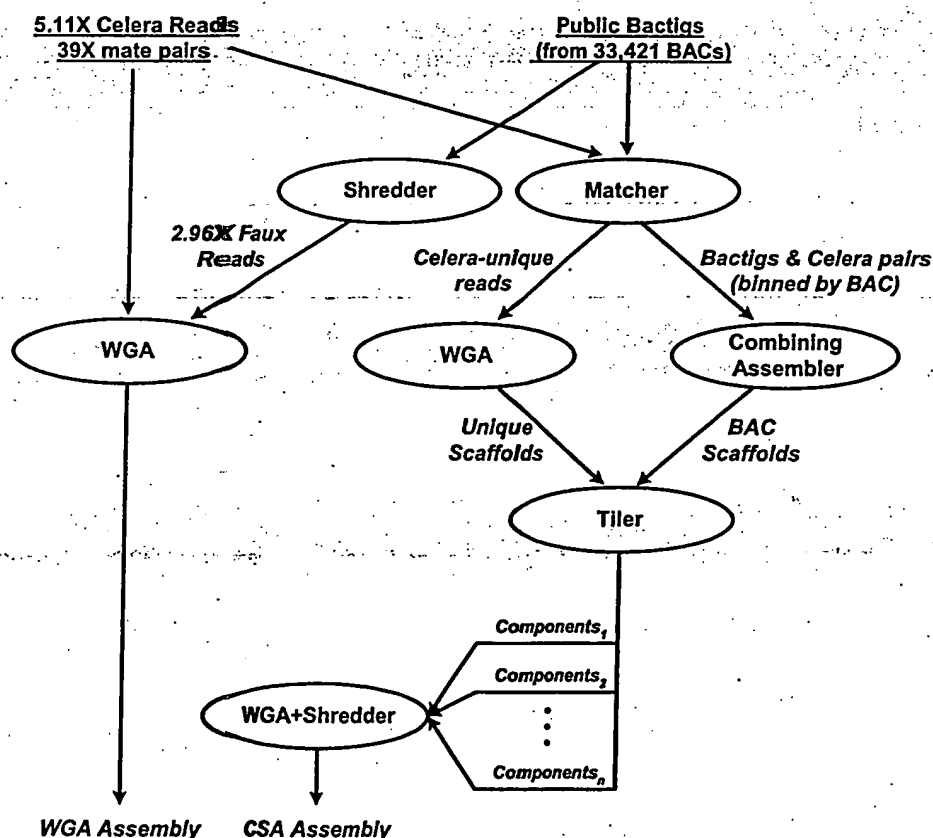 5.11X Celera Reads
39X mate pairs
Public Bactigs
(from 33,421 BACs)
Shredder
Matcher
2.96X Faux
Reads
Celera-unique
reads
Bactigs & Celera pairs
(binned by BAC)
WGA
WGA
Combining
Assembler
Unique
Scaffolds
BAC
Scaffolds
Tiler
Components1
Components2
WGA+Shredder
Componentsn
WGA Assembly
CSA Assembly